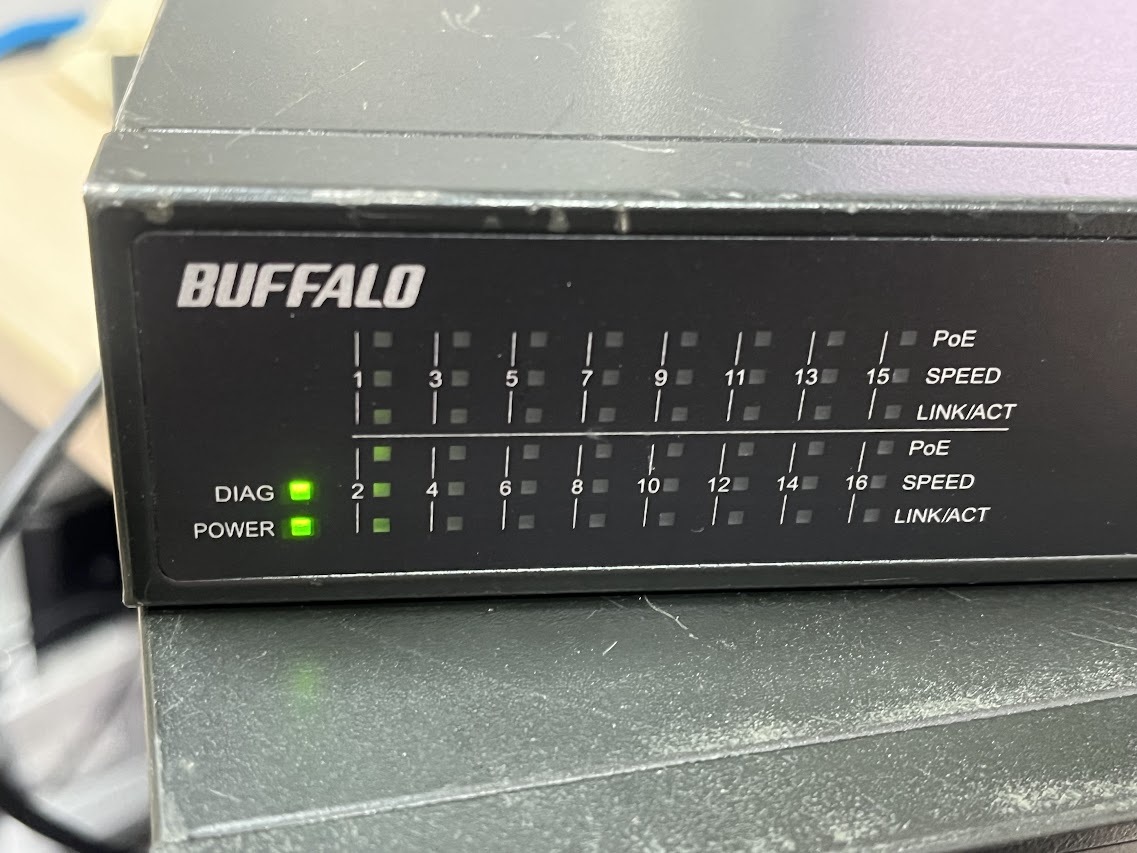 BUFFALO
PoE
1 3 5 7 9 11 13 15 SPEED
LINK/ACT
PoE
DIAG 2 4 6 8 10 12 14 16 SPEED
POWER LINK/ACT